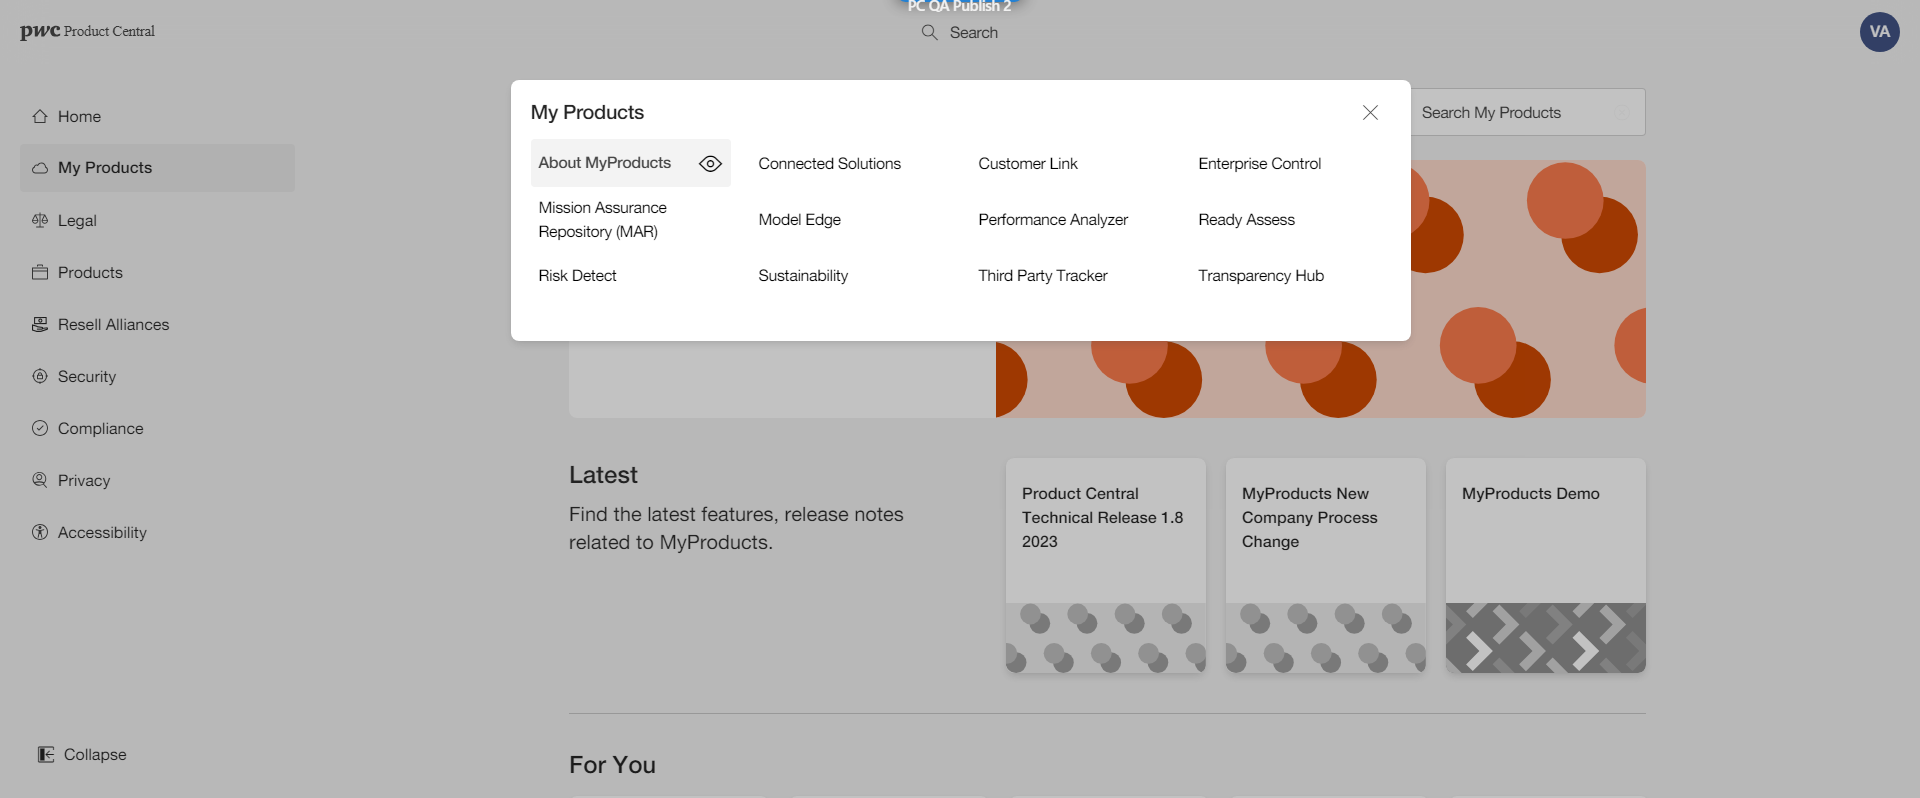 PC QA Publish 2
pwc Product Central
Search
VA
Home
My Products
Legal
Products
Resell Alliances
Security
Compliance
Privacy
Accessibility
Collapse
My Products
Search My Products
About MyProducts
Connected Solutions
Customer Link
Enterprise Control
Mission Assurance
Repository (MAR)
Model Edge
Performance Analyzer
Ready Assess
Risk Detect
Sustainability
Third Party Tracker
Transparency Hub
Latest
Find the latest features, release notes
related to MyProducts.
Product Central
Technical Release 1.8
2023
MyProducts New
Company Process
Change
MyProducts Demo
For You